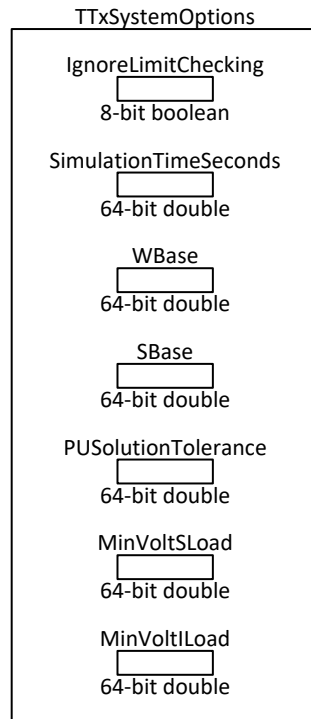 TTxSystemOptions
IgnoreLimitChecking
8-bit boolean
SimulationTimeSeconds
64-bit double
WBase
64-bit double
SBase
64-bit double
PUSolutionTolerance
64-bit double
MinVoltSLoad
64-bit double
MinVoltILoad
64-bit double